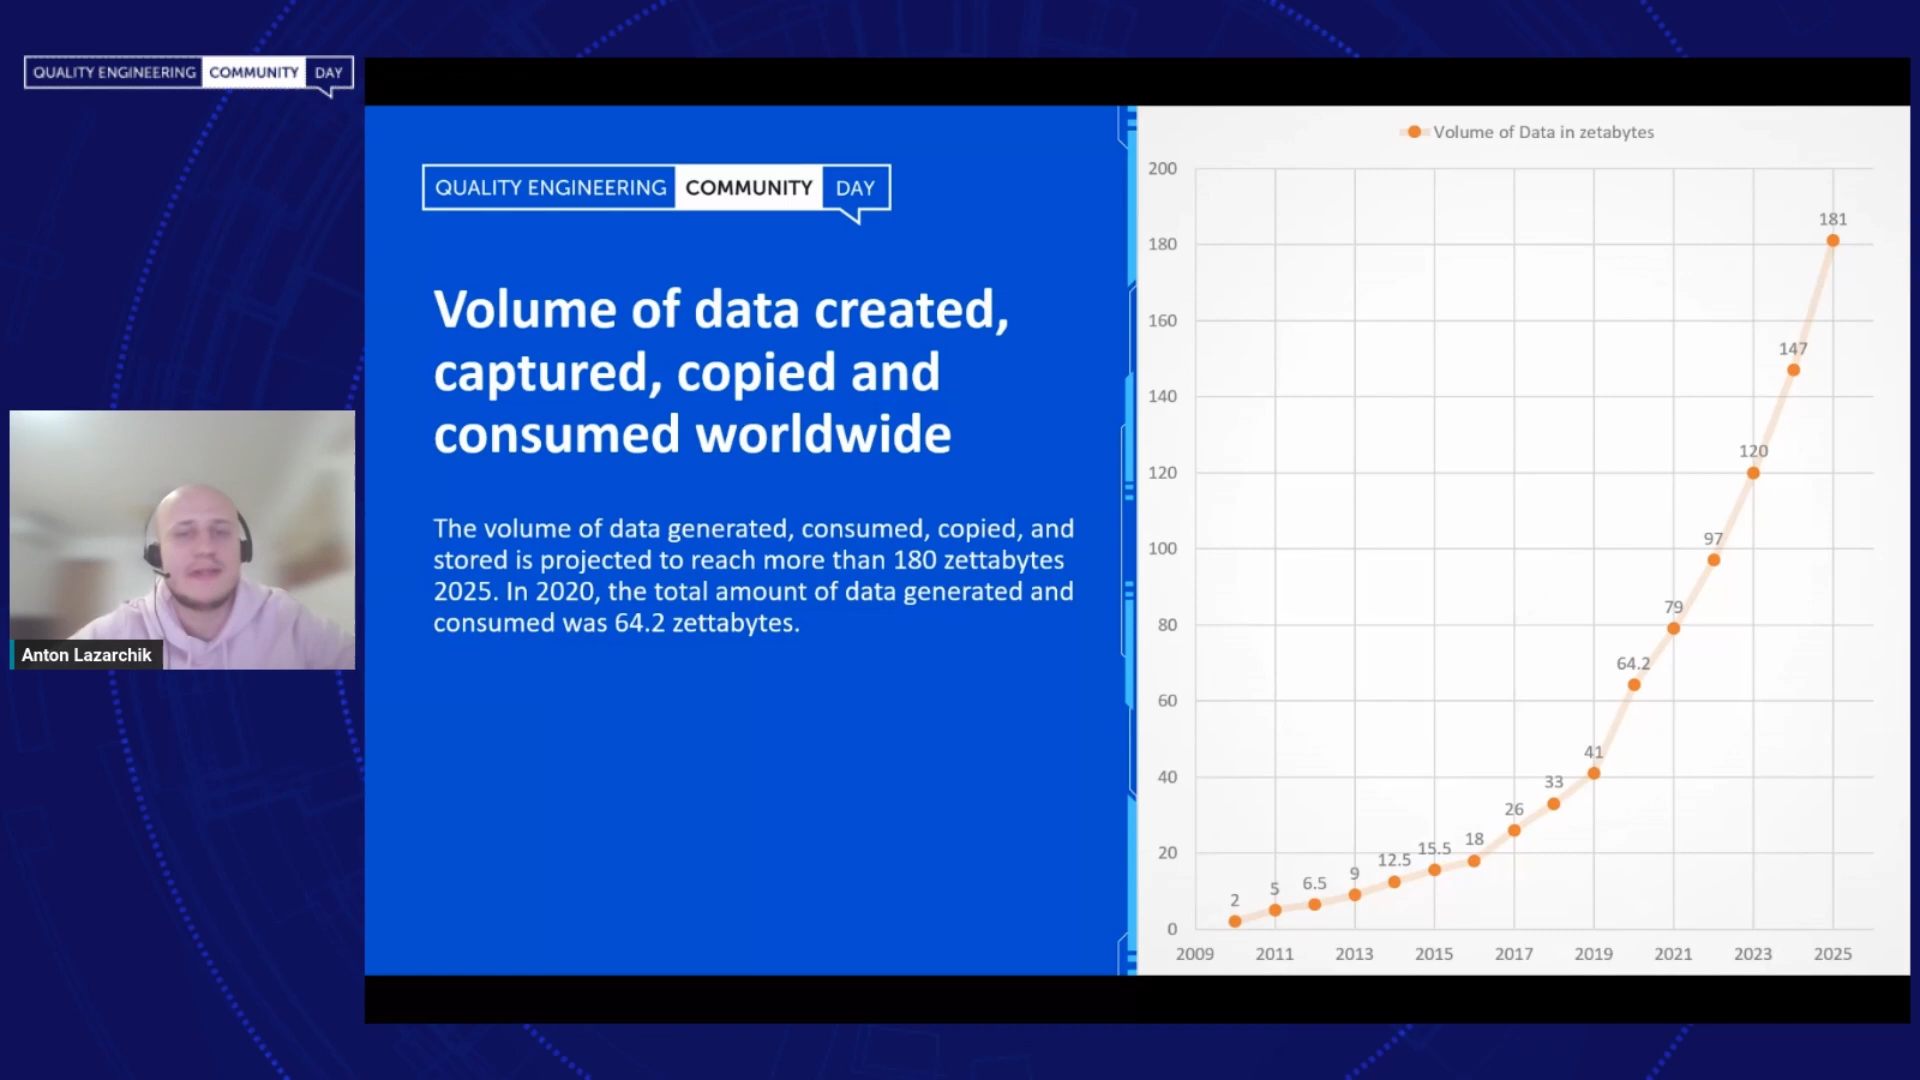 QUALITY ENGINEERING COMMUNITY DAY
Anton Lazarchik
QUALITY ENGINEERING COMMUNITY DAY
Volume of data created,
captured, copied and
consumed worldwide
The volume of data generated, consumed, copied, and
stored is projected to reach more than 180 zettabytes
2025. In 2020, the total amount of data generated and
consumed was 64.2 zettabytes.
Volume of Data in zetabytes
200
180
160
140
120
100
80
60
40
20
0
2
5
6.5
9
12.5
15.5
18
26
33
41
64.2
79
97
120
147
181
2009 2011 2013 2015 2017 2019 2021 2023 2025